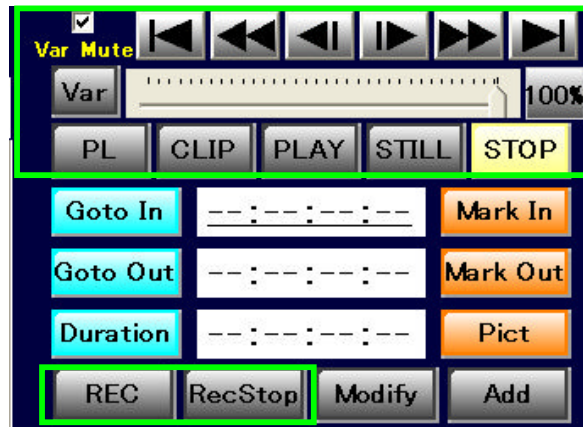 Var Mute
Var 100%
PL CLIP PLAY STILL STOP
Goto In --:--:--:-- Mark In
Goto Out --:--:--:-- Mark Out
Duration --:--:--:-- Pict
REC RecStop Modify Add